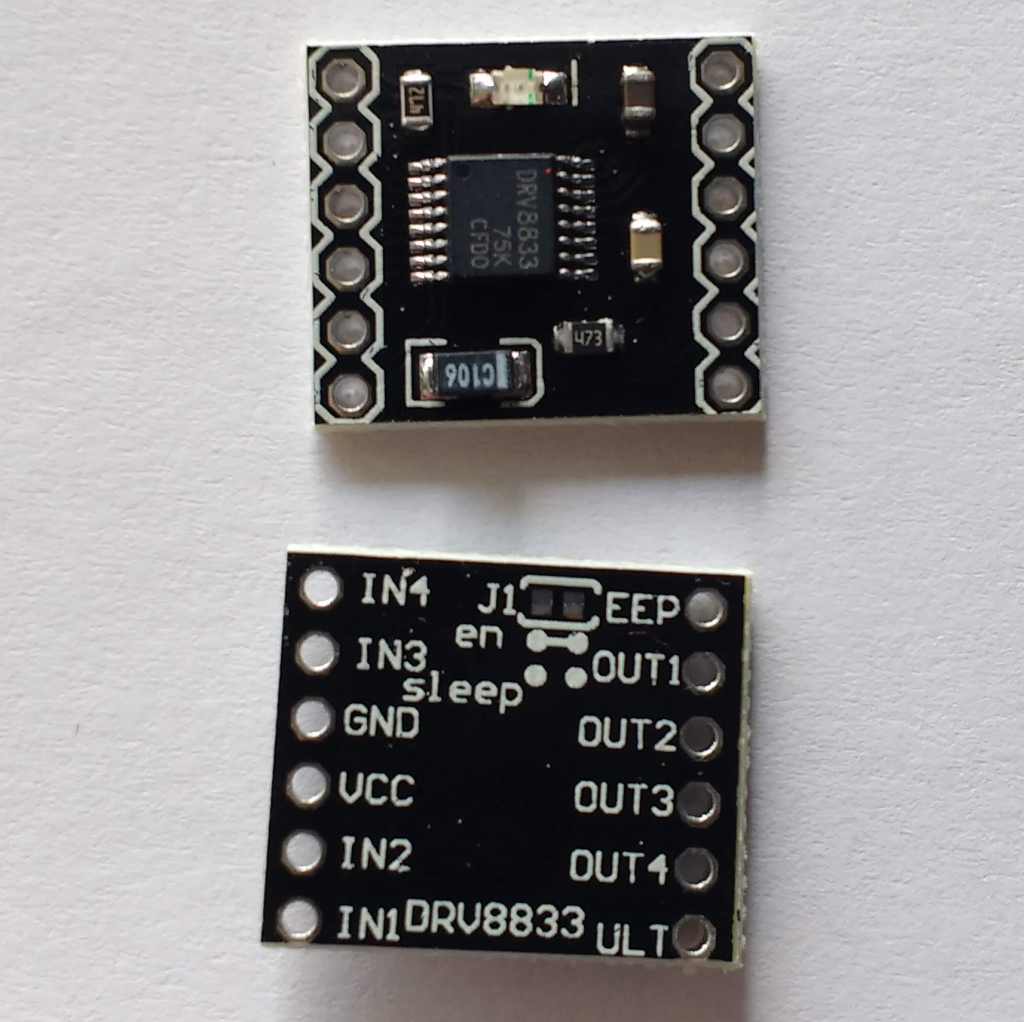 472
DRV8833
75K
CFDO
473
C106
IN4
J1
EEP
en
IN3
OUT1
sleep
GND
OUT2
VCC
OUT3
IN2
OUT4
IN1
DRV8833
ULT